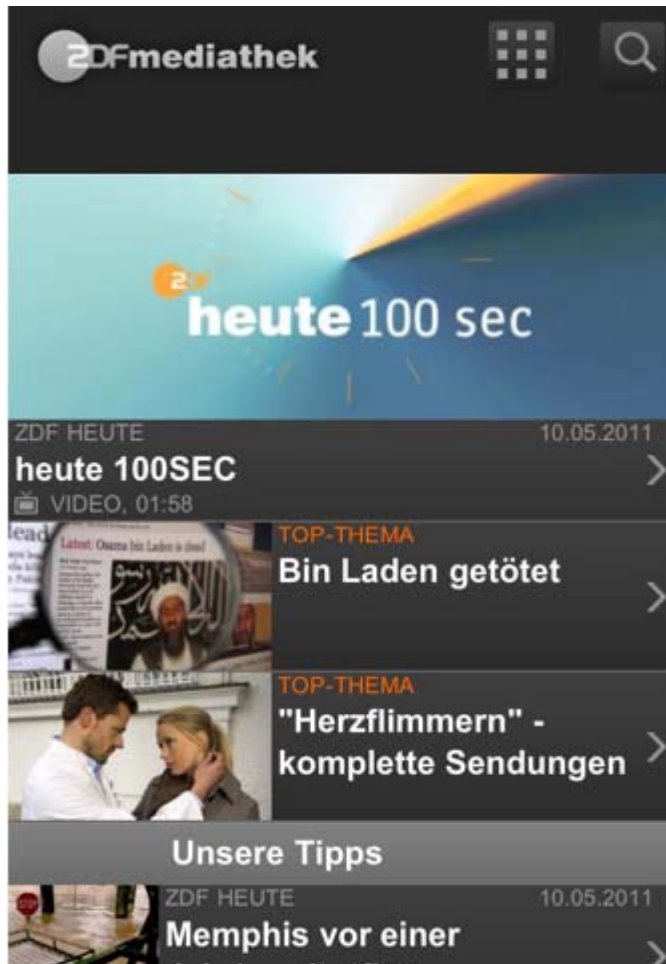 ZDFmediathek
2DF
heute 100 sec
ZDF HEUTE 10.05.2011
heute 100SEC
VIDEO, 01:58
Latest: Osama bin Laden is dead
TOP-THEMA
Bin Laden getötet
TOP-THEMA
"Herzflimmern" -
komplette Sendungen
Unsere Tipps
STOP
ZDF HEUTE 10.05.2011
Memphis vor einer